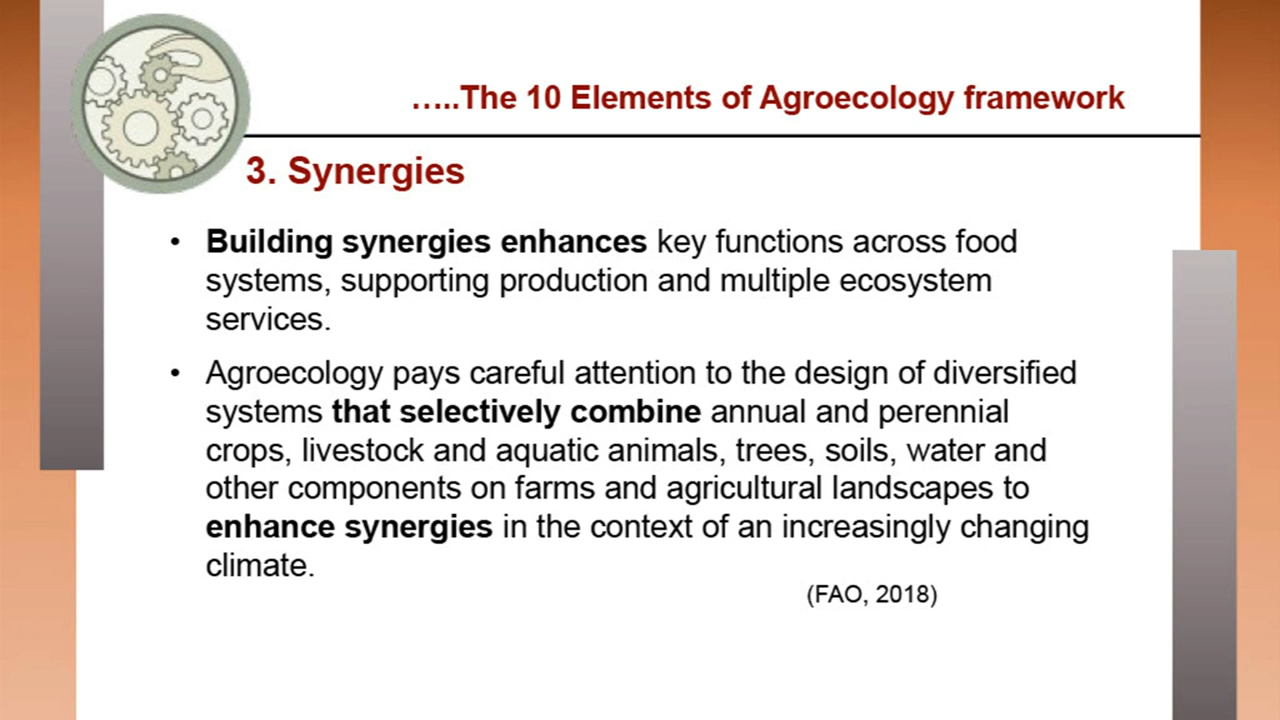 …..The 10 Elements of Agroecology framework
3. Synergies
• Building synergies enhances key functions across food
systems, supporting production and multiple ecosystem
services.
• Agroecology pays careful attention to the design of diversified
systems that selectively combine annual and perennial
crops, livestock and aquatic animals, trees, soils, water and
other components on farms and agricultural landscapes to
enhance synergies in the context of an increasingly changing
climate.
(FAO, 2018)